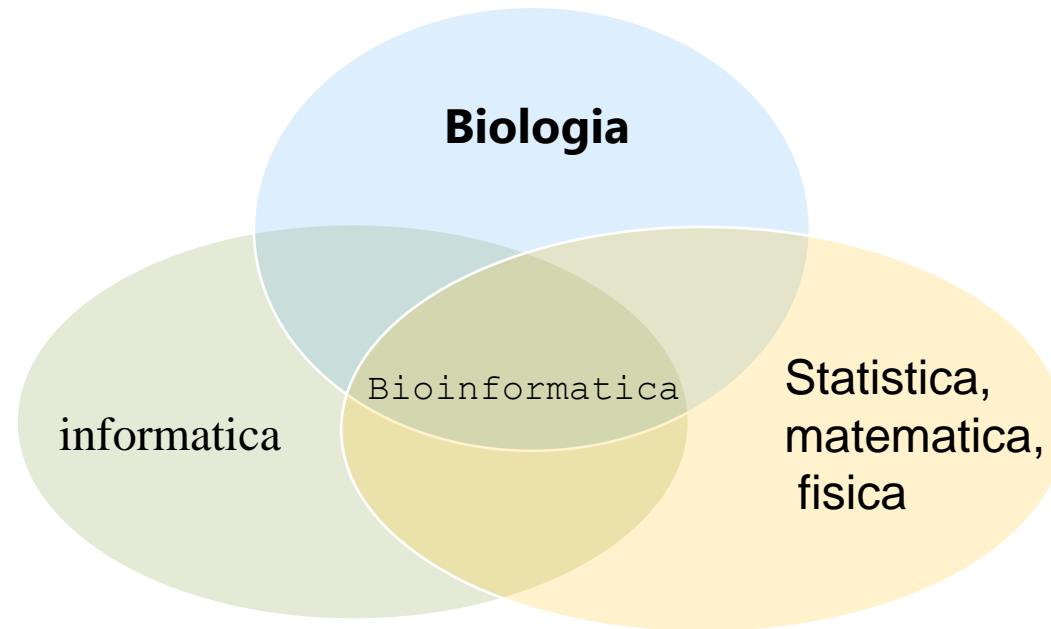 Biologia
Bioinformatica
informatica
Statistica,
matematica,
fisica